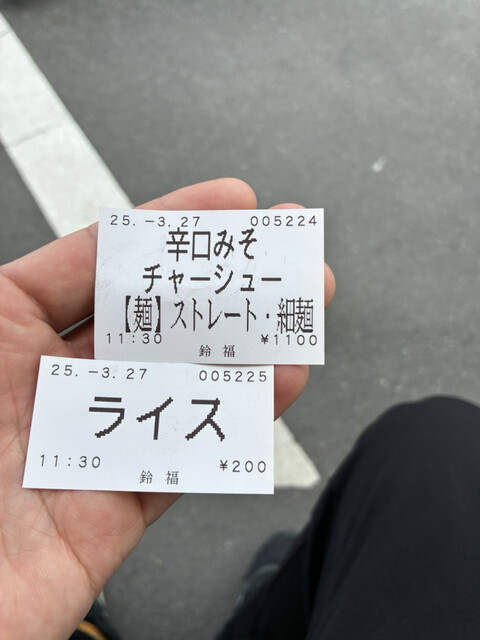 25.-3.27 005224
辛口みそ
チャーシュー
【麺】ストレート・細麺
11:30 ¥1100
鈴福
25.-3.27 005225
ライス
11:30 ¥200
鈴福